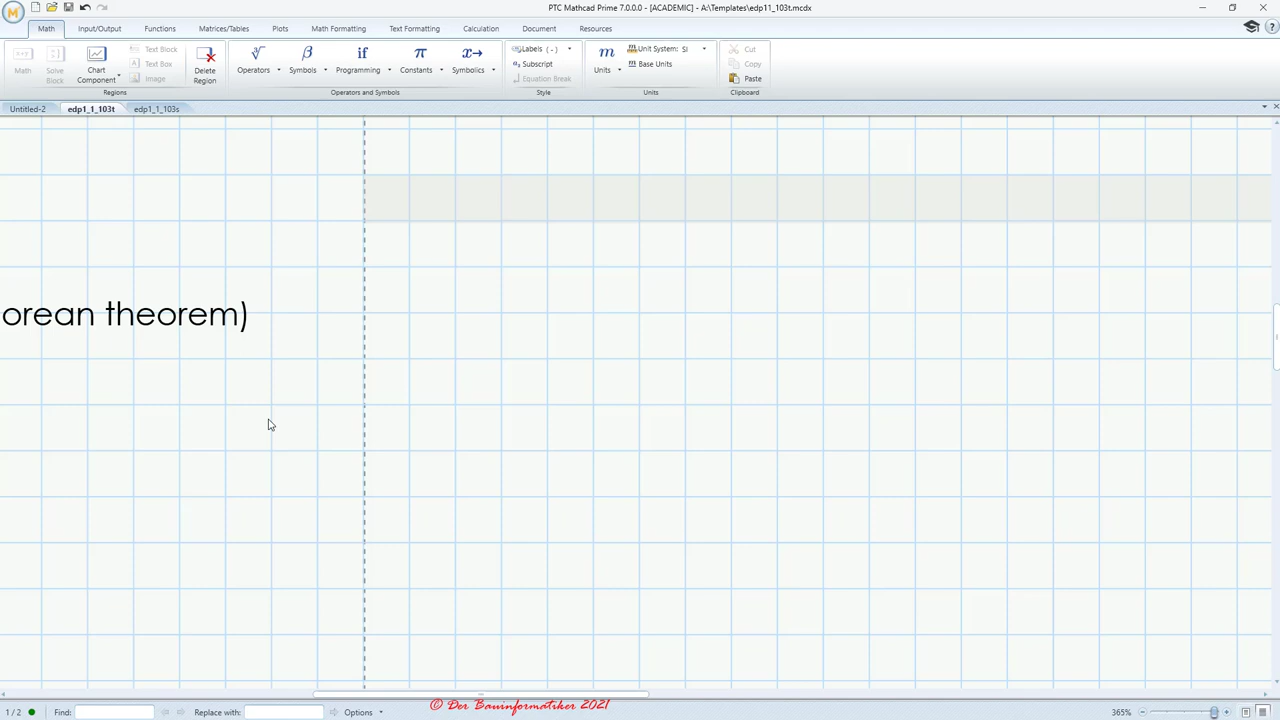 PTC Mathcad Prime 7.0.0.0 - [ACADEMIC] - A:\Templates\edp11_103t.mcdx
Math Input/Output Functions Matrices/Tables Plots Math Formatting Text Formatting Calculation Document Resources
Math
Solve Block
Chart Component
Text Block
Text Box
Image
Delete Region
Regions
Operators
Symbols
if
Programming
π
Constants
Symbolics
Operators and Symbols
Labels ( - )
Subscript
Equation Break
Style
m
Units
Unit System: SI
Base Units
Units
Cut
Copy
Paste
Clipboard
Untitled-2 edp1_1_103t edp1_1_103s
orean theorem)
1 / 2 Find: Replace with: Options 365%
© Der Bauinformatiker 2021